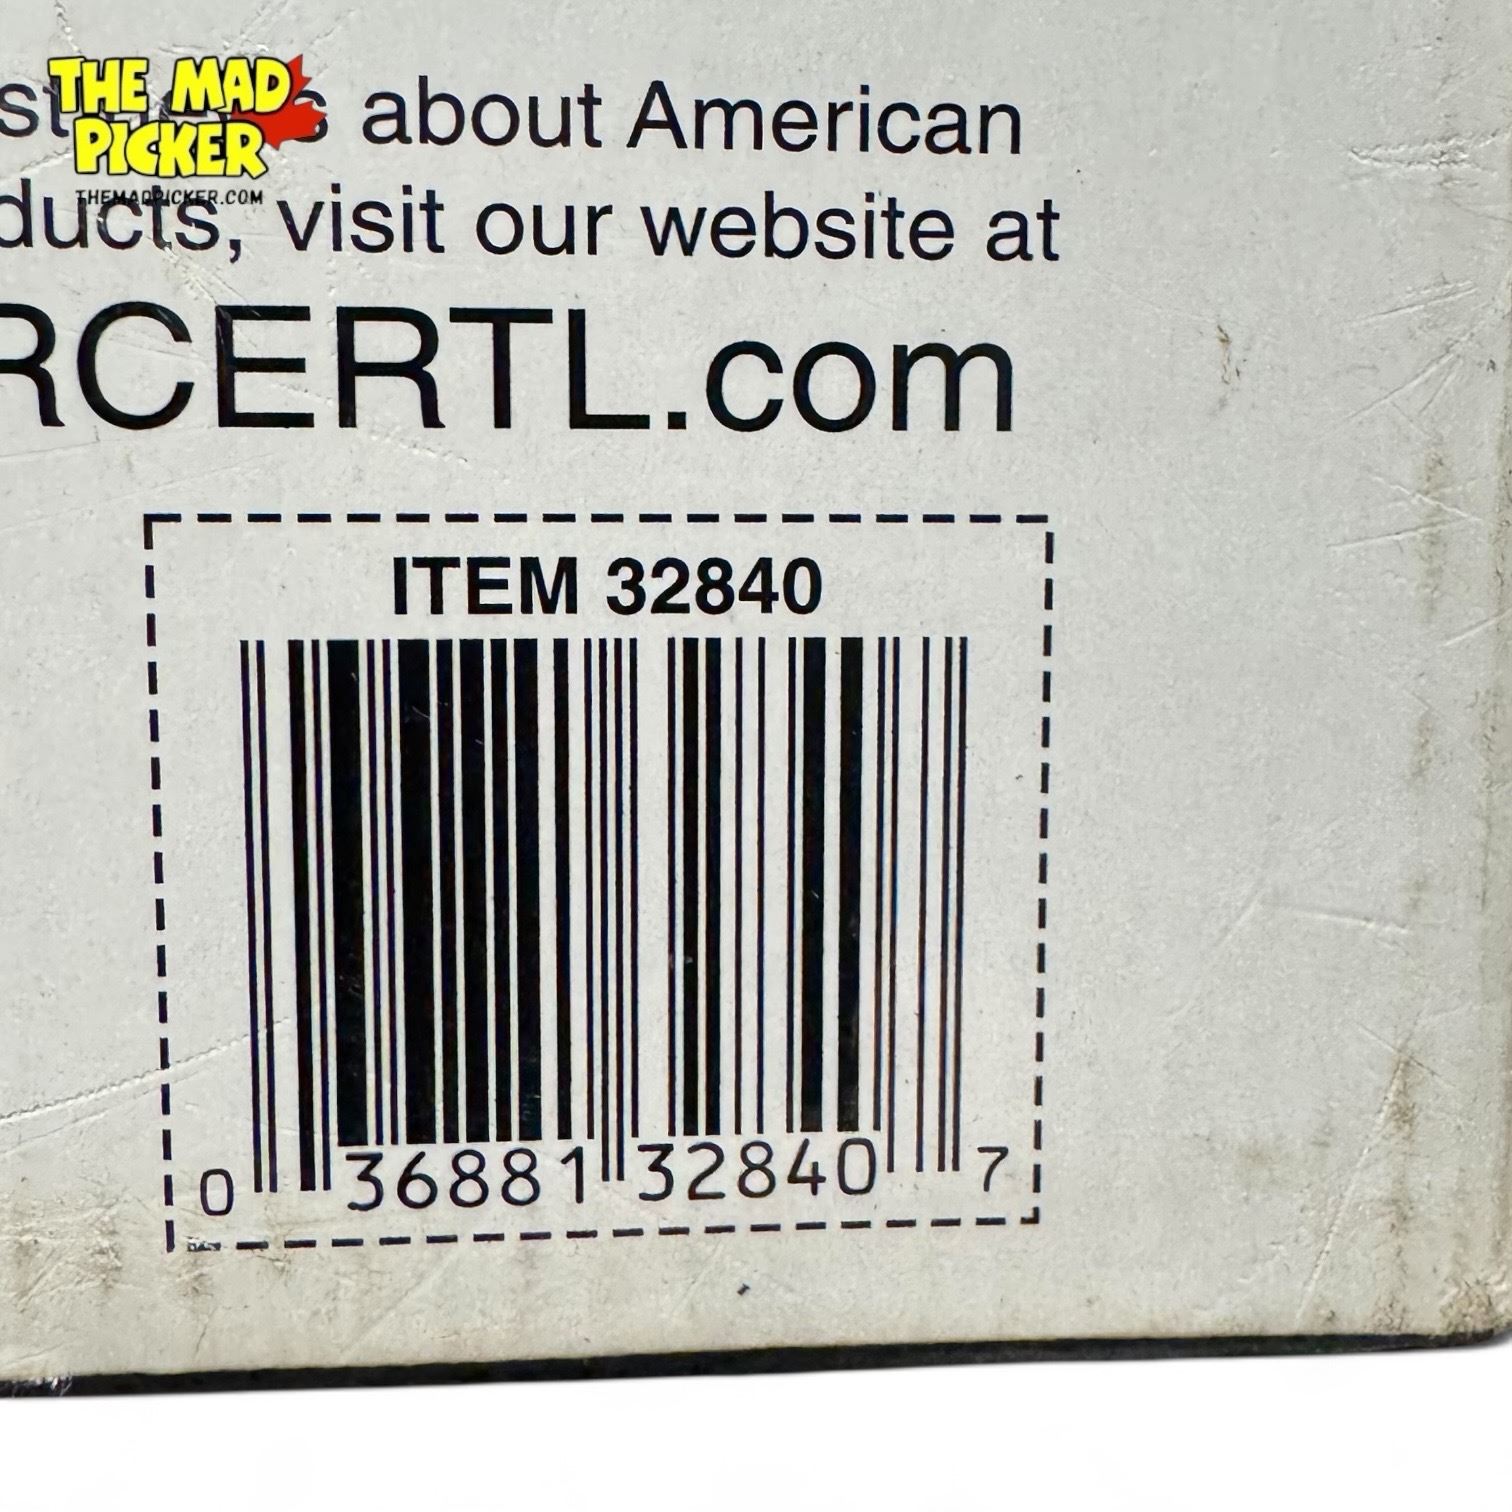 THE MAD
PICKER
THEMADPICKER.COM
about American
ducts, visit our website at
RCERTL.com
ITEM 32840
0 36881 32840 7